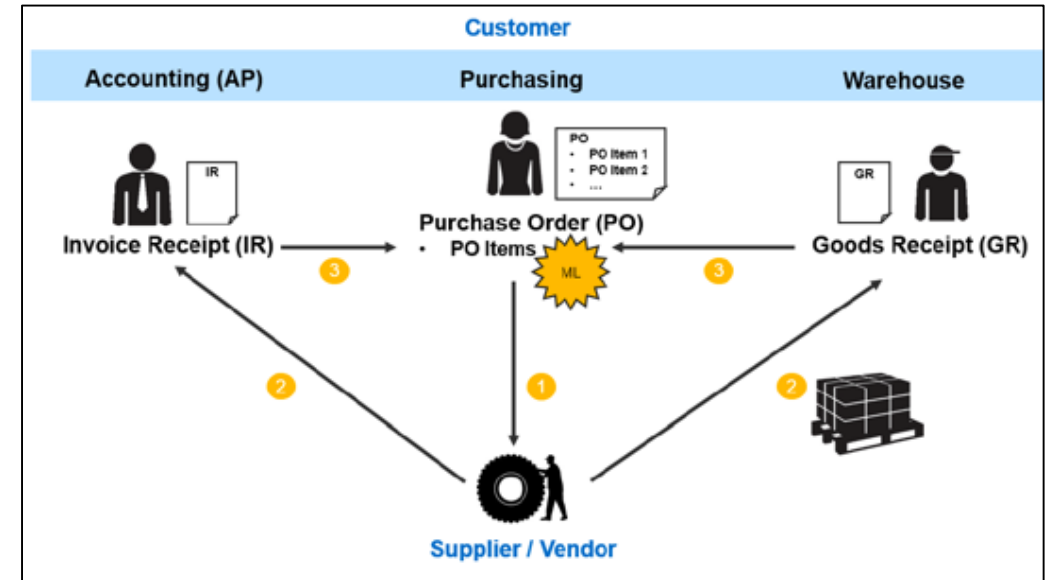 Customer
Accounting (AP)
Purchasing
Warehouse
IR
PO
• PO Item 1
• PO Item 2
• ...
GR
Invoice Receipt (IR)
Purchase Order (PO)
• PO Items
Goods Receipt (GR)
ML
3
3
2
1
2
Supplier / Vendor